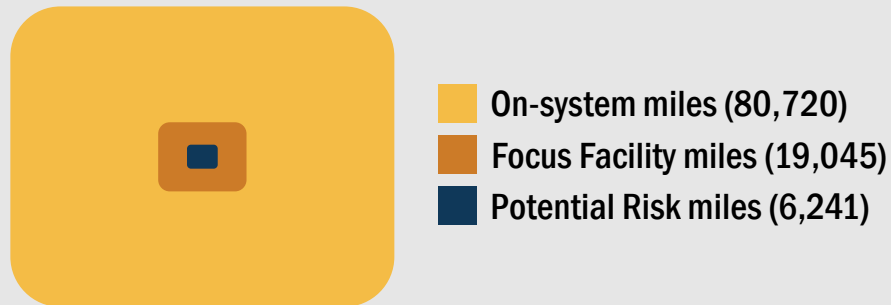 On-system miles (80,720)
Focus Facility miles (19,045)
Potential Risk miles (6,241)